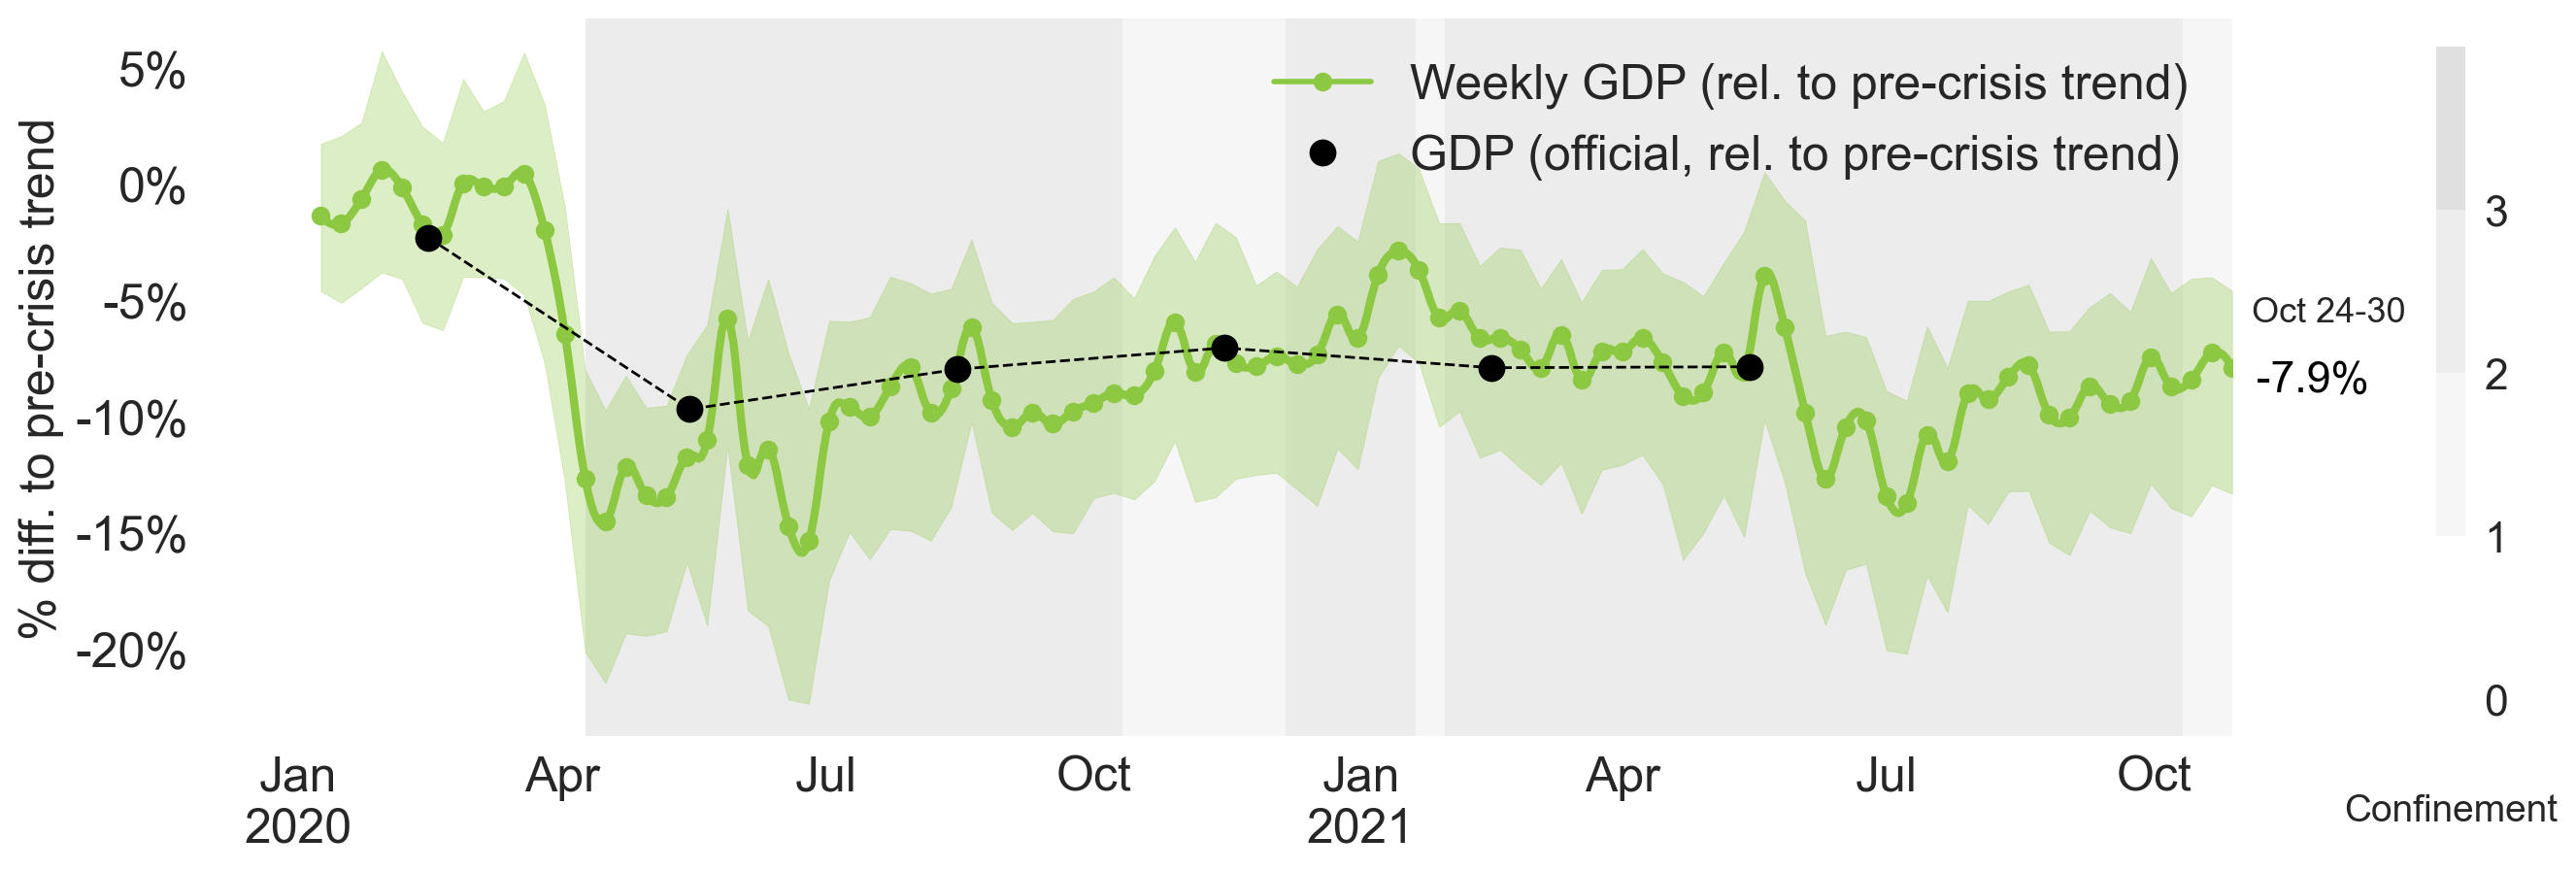 Weekly GDP (rel. to pre-crisis trend)
GDP (official, rel. to pre-crisis trend)
% diff. to pre-crisis trend
5%
0%
-5%
-10%
-15%
-20%
Jan
2020
Apr
Jul
Oct
Jan
2021
Apr
Jul
Oct
Oct 24-30
-7.9%
3
2
1
0
Confinement